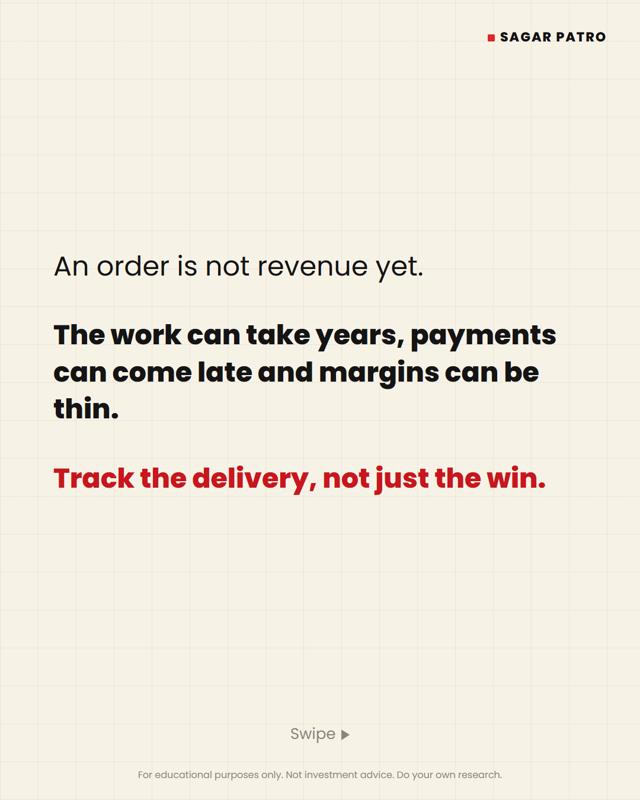 SAGAR PATRO
An order is not revenue yet.
The work can take years, payments
can come late and margins can be
thin.
Track the delivery, not just the win.
Swipe
For educational purposes only. Not investment advice. Do your own research.